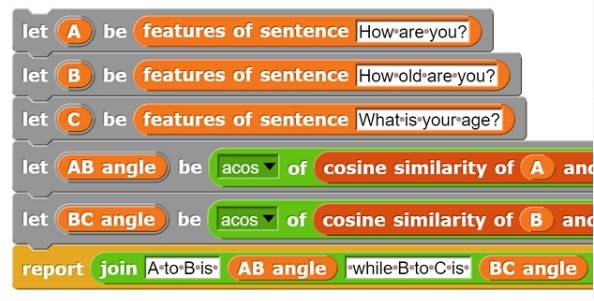 let A be features of sentence How are you?
let B be features of sentence How old are you?
let C be features of sentence What is your age?
let AB angle be acos of cosine similarity of A and
let BC angle be acos of cosine similarity of B and
report join A to B is AB angle while B to C is BC angle